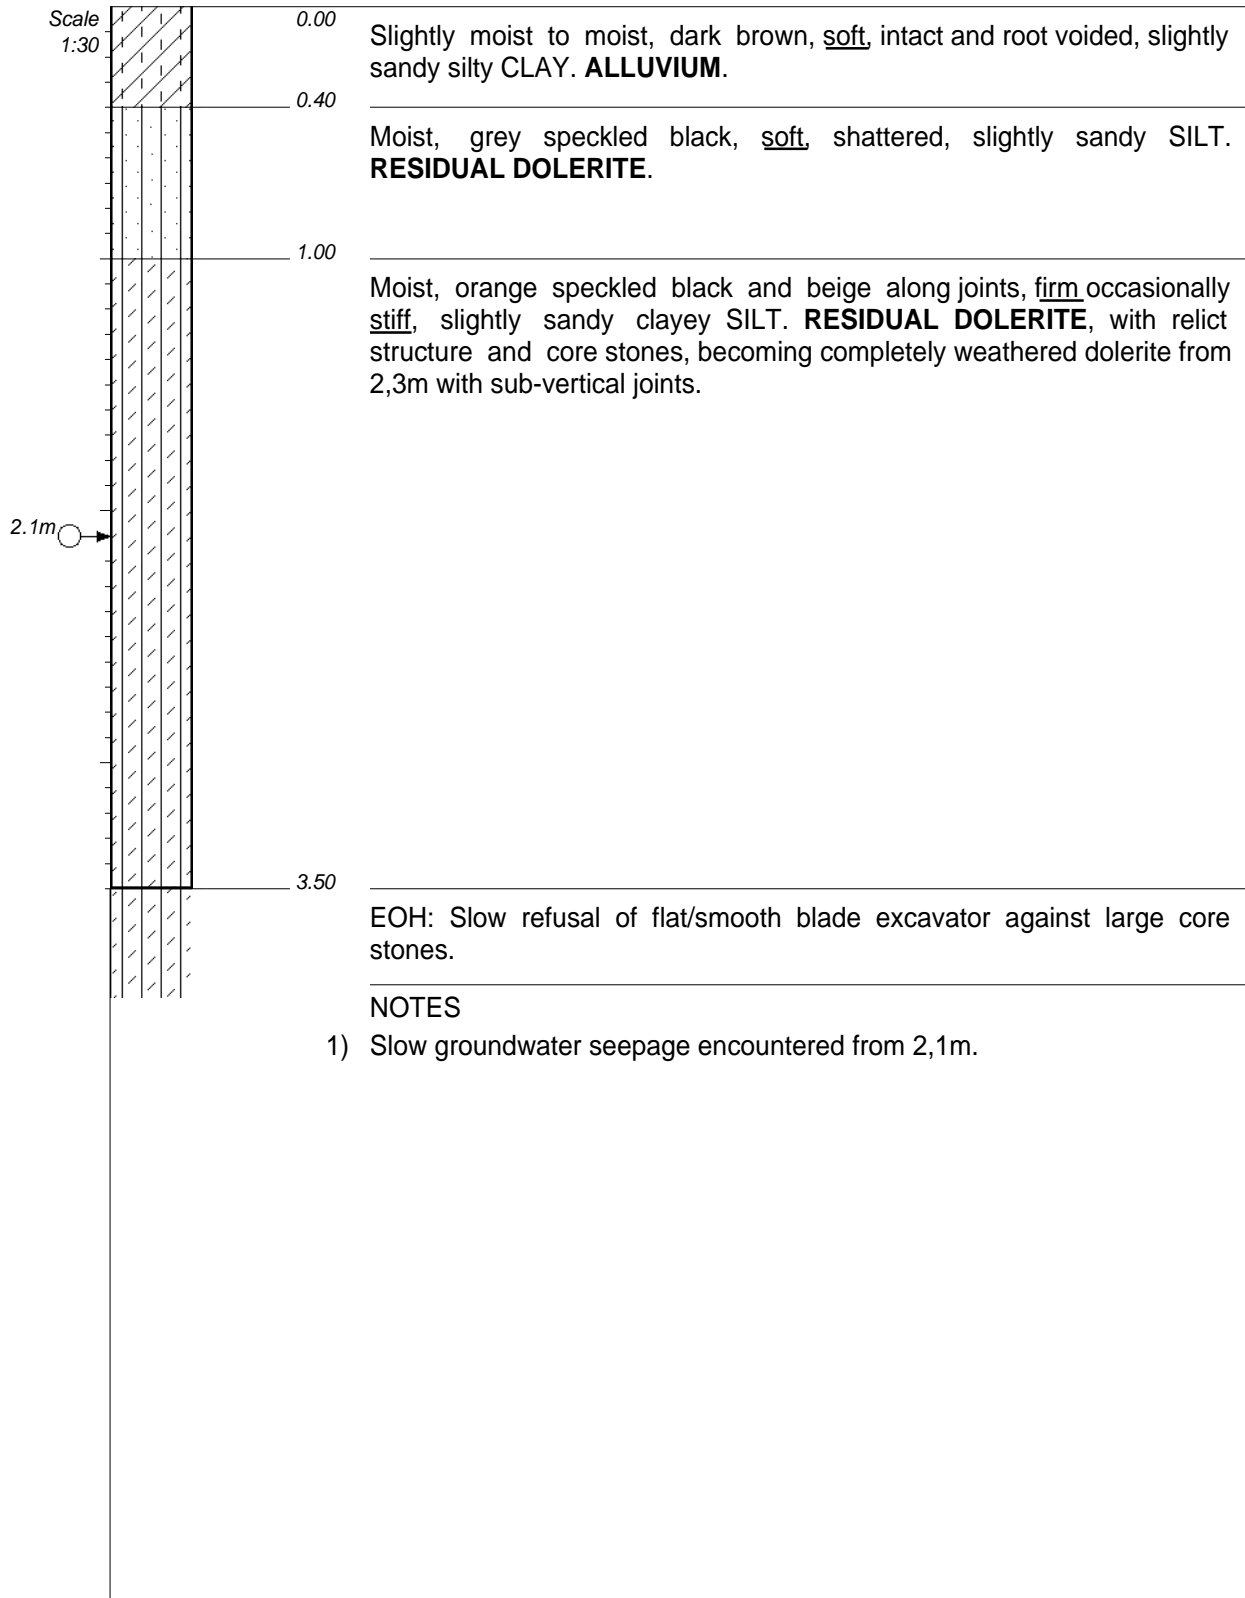 Scale
1:30
0.00
Slightly moist to moist, dark brown, soft, intact and root voided, slightly
sandy silty CLAY. ALLUVIUM.
0.40
Moist, grey speckled black, soft, shattered, slightly sandy SILT.
RESIDUAL DOLERITE.
1.00
Moist, orange speckled black and beige along joints, firm occasionally
stiff, slightly sandy clayey SILT. RESIDUAL DOLERITE, with relict
structure and core stones, becoming completely weathered dolerite from
2,3m with sub-vertical joints.
2.1m
3.50
EOH: Slow refusal of flat/smooth blade excavator against large core
stones.
NOTES
1) Slow groundwater seepage encountered from 2,1m.